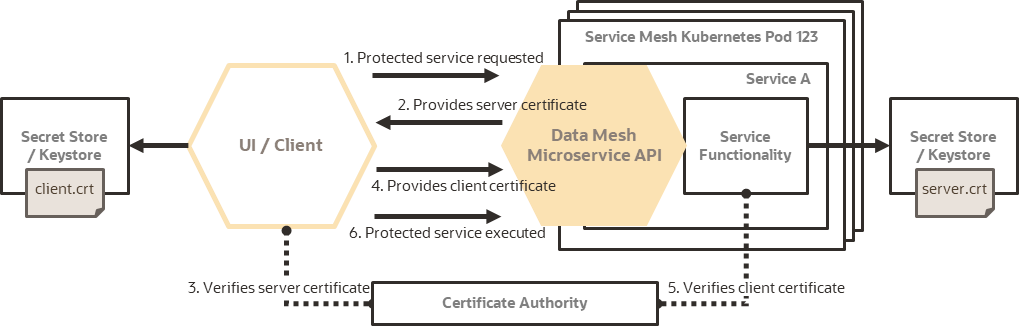 Service Mesh Kubernetes Pod 123
1. Protected service requested
Service A
2. Provides server certificate
Secret Store
/ Keystore
client.crt
UI / Client
Data Mesh
Microservice API
Service
Functionality
Secret Store
/ Keystore
server.crt
4. Provides client certificate
6. Protected service executed
3. Verifies server certificate
5. Verifies client certificate
Certificate Authority